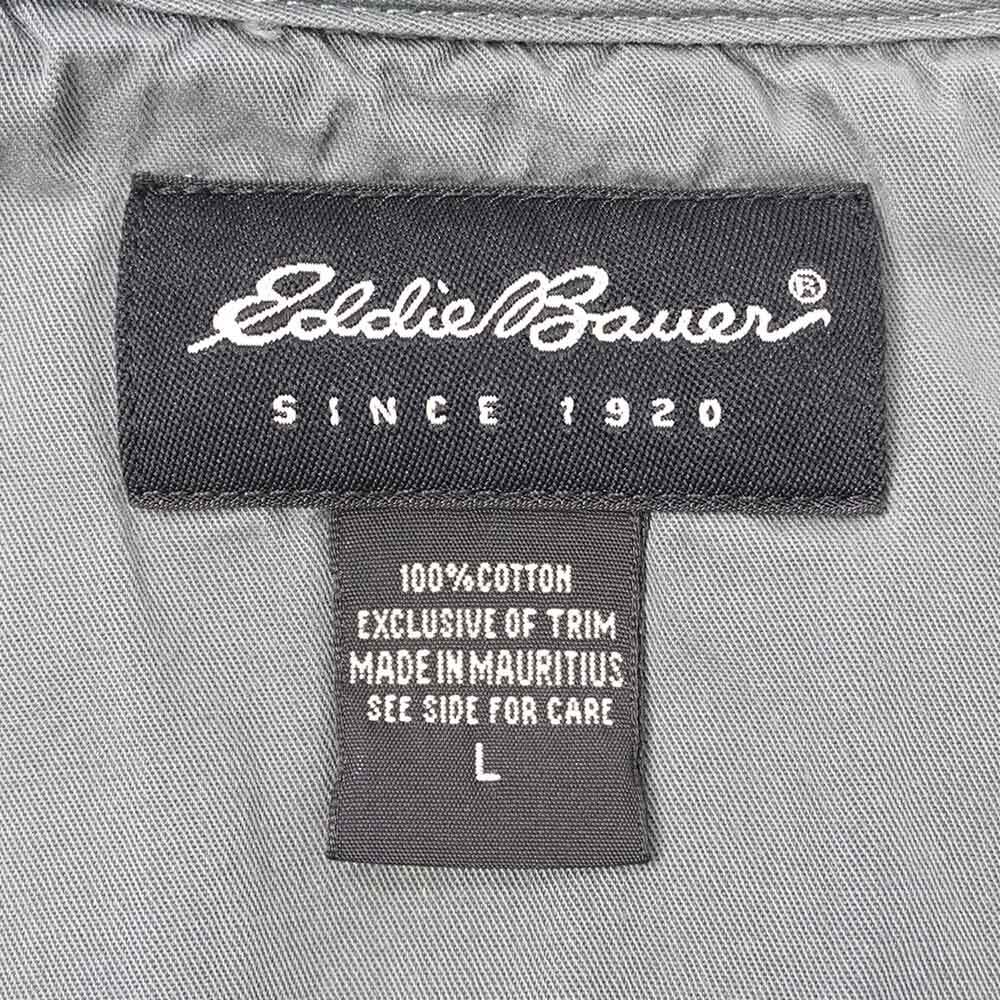 Eddie Bauer®
SINCE 1920
100% COTTON
EXCLUSIVE OF TRIM
MADE IN MAURITIUS
SEE SIDE FOR CARE
L